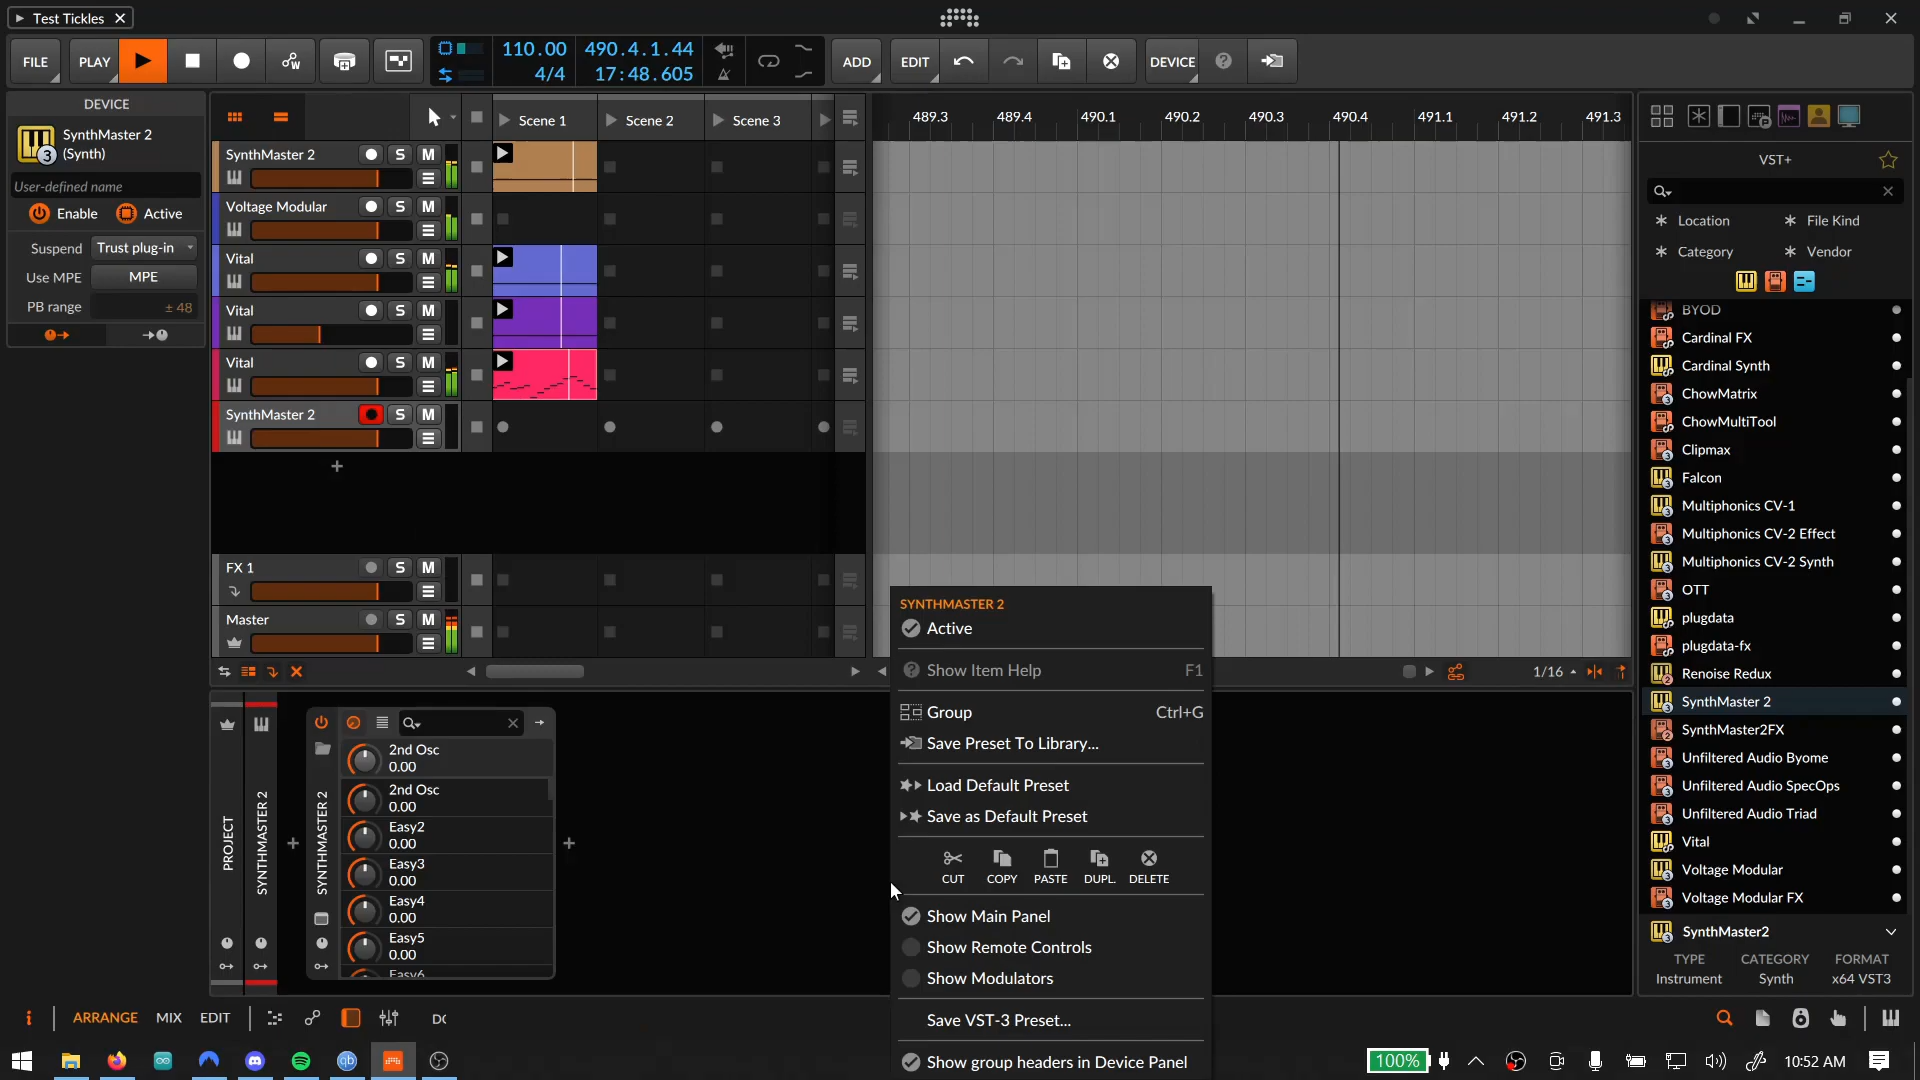 Test Tickles
FILE
PLAY
110.00
4/4
490.4.1.44
17:48.605
ADD
EDIT
DEVICE
DEVICE
SynthMaster 2
(Synth)
User-defined name
Enable
Active
Suspend
Trust plug-in
Use MPE
MPE
PB range
± 48
Scene 1
Scene 2
Scene 3
SynthMaster 2
S
M
Voltage Modular
S
M
Vital
S
M
Vital
S
M
Vital
S
M
SynthMaster 2
S
M
FX 1
S
M
Master
S
M
489.3
489.4
490.1
490.2
490.3
490.4
491.1
491.2
491.3
1/16
VST+
Location
File Kind
Category
Vendor
BYOD
Cardinal FX
Cardinal Synth
ChowMatrix
ChowMultiTool
Clipmax
Falcon
Multiphonics CV-1
Multiphonics CV-2 Effect
Multiphonics CV-2 Synth
OTT
plugdata
plugdata-fx
Renoise Redux
SynthMaster 2
SynthMaster2FX
Unfiltered Audio Byome
Unfiltered Audio SpecOps
Unfiltered Audio Triad
Vital
Voltage Modular
Voltage Modular FX
SynthMaster2
TYPE
CATEGORY
FORMAT
Instrument
Synth
x64 VST3
SYNTHMASTER 2
Active
Show Item Help
F1
Group
Ctrl+G
Save Preset To Library...
Load Default Preset
Save as Default Preset
CUT
COPY
PASTE
DUPL.
DELETE
Show Main Panel
Show Remote Controls
Show Modulators
Save VST-3 Preset...
Show group headers in Device Panel
PROJECT
SYNTHMASTER 2
SYNTHMASTER 2
2nd Osc
0.00
2nd Osc
0.00
Easy2
0.00
Easy3
0.00
Easy4
0.00
Easy5
0.00
Easy6
ARRANGE
MIX
EDIT
100%
10:52 AM